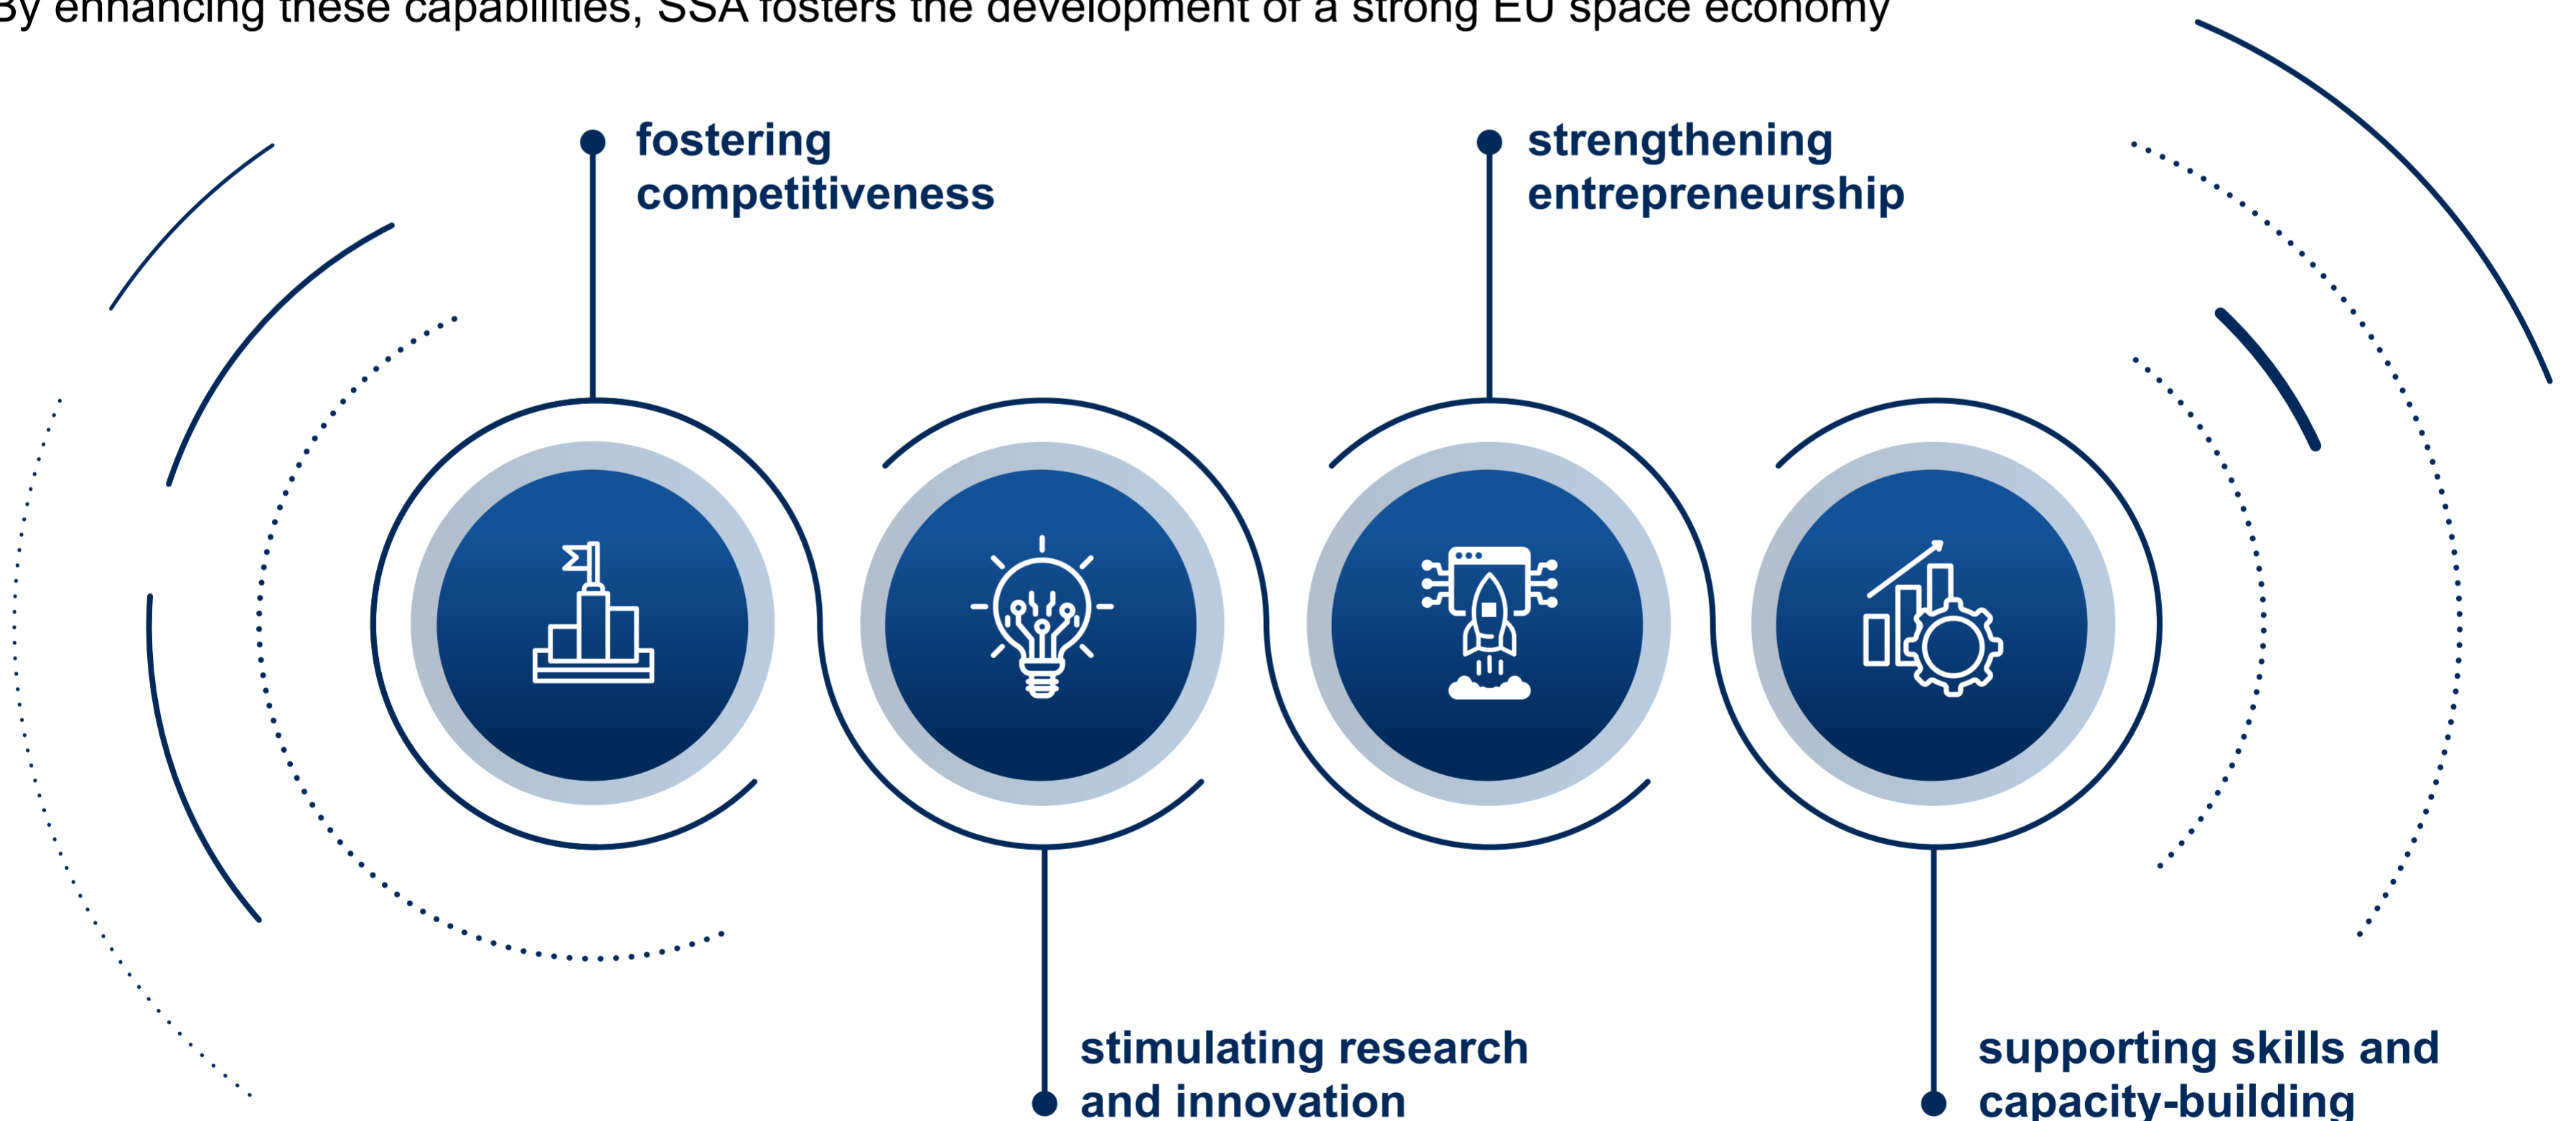 By enhancing these capabilities, SSA fosters the development of a strong EU space economy
fostering
competitiveness
strengthening
entrepreneurship
stimulating research
and innovation
supporting skills and
capacity-building